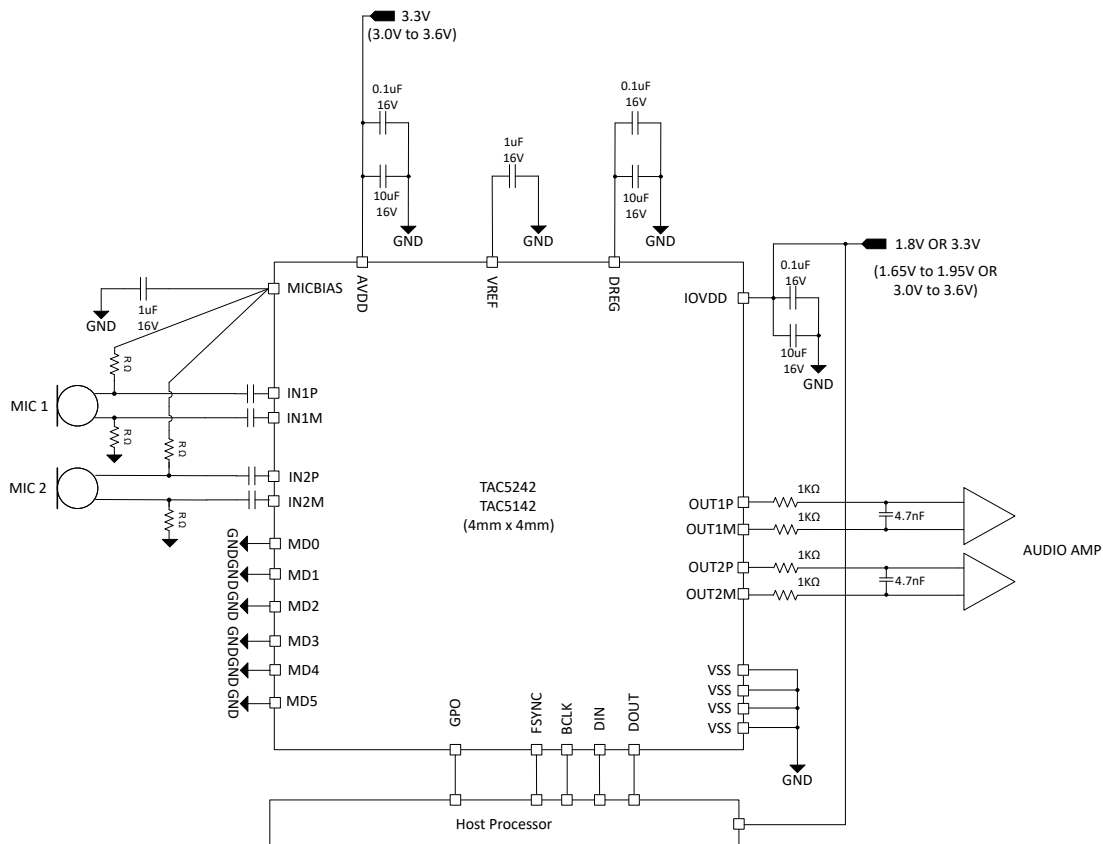 3.3V
(3.0V to 3.6V)
0.1uF
16V
10uF
16V
GND
1uF
16V
GND
0.1uF
16V
10uF
16V
GND
1.8V OR 3.3V
(1.65V to 1.95V OR
3.0V to 3.6V)
0.1uF
16V
10uF
16V
GND
AVDD
VREF
DREG
IOVDD
MICBIAS
1uF
16V
GND
RΩ
MIC 1
IN1P
IN1M
RΩ
RΩ
MIC 2
IN2P
IN2M
RΩ
TAC5242
TAC5142
(4mm x 4mm)
OUT1P
1KΩ
OUT1M
1KΩ
4.7nF
OUT2P
1KΩ
OUT2M
1KΩ
4.7nF
AUDIO AMP
GND
MD0
GND
MD1
GND
MD2
GND
MD3
GND
MD4
GND
MD5
VSS
VSS
VSS
VSS
GND
GPO
FSYNC
BCLK
DIN
DOUT
Host Processor